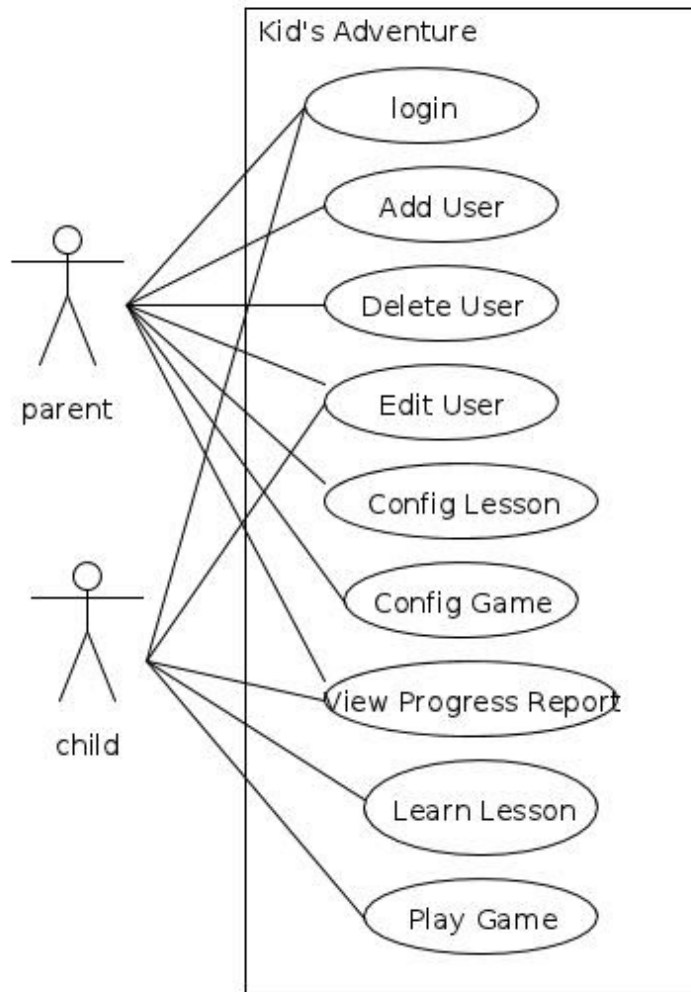 Kid's Adventure
login
Add User
Delete User
Edit User
parent
Config Lesson
Config Game
View Progress Report
child
Learn Lesson
Play Game